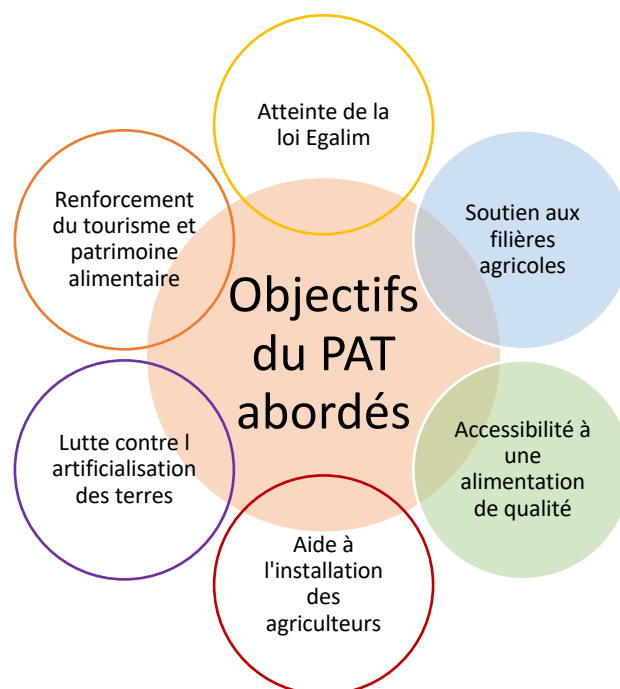 Atteinte de la
loi Egalim
Soutien aux
filières
agricoles
Accessibilité à
une
alimentation
de qualité
Aide à
l'installation
des
agriculteurs
Lutte contre l
artificialisation
des terres
Renforcement
du tourisme et
patrimoine
alimentaire
Objectifs
du PAT
abordés